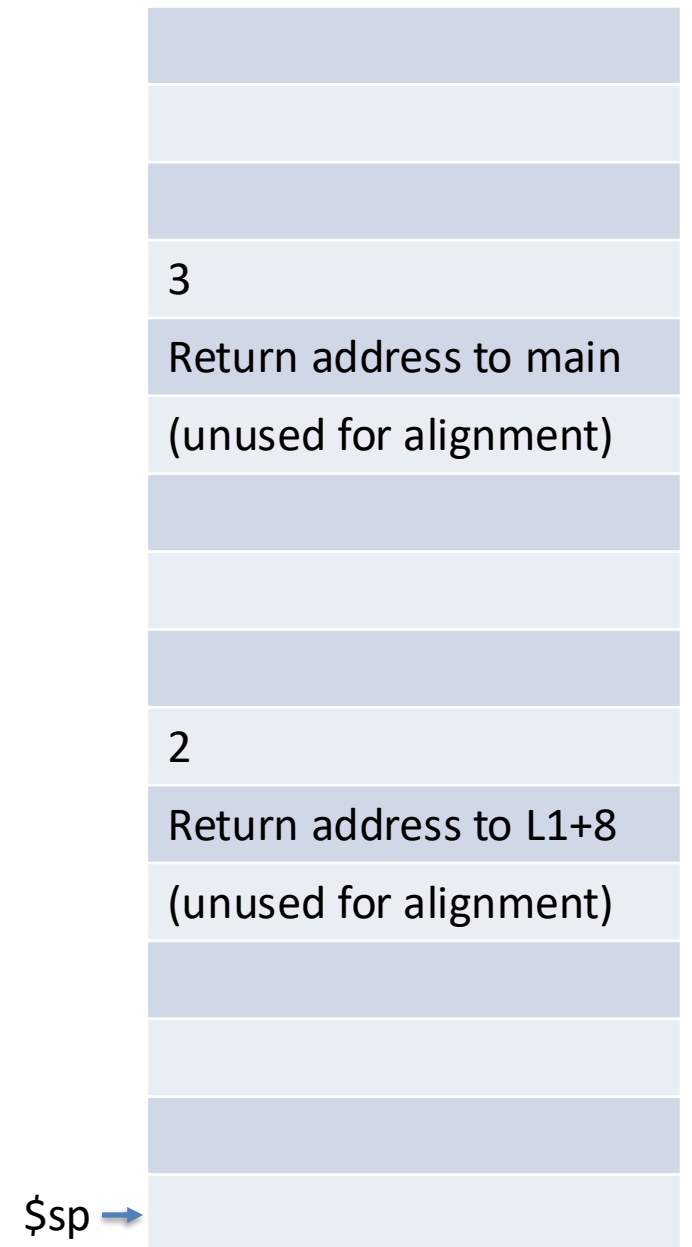 3
Return address to main
(unused for alignment)
2
Return address to L1+8
(unused for alignment)
$sp